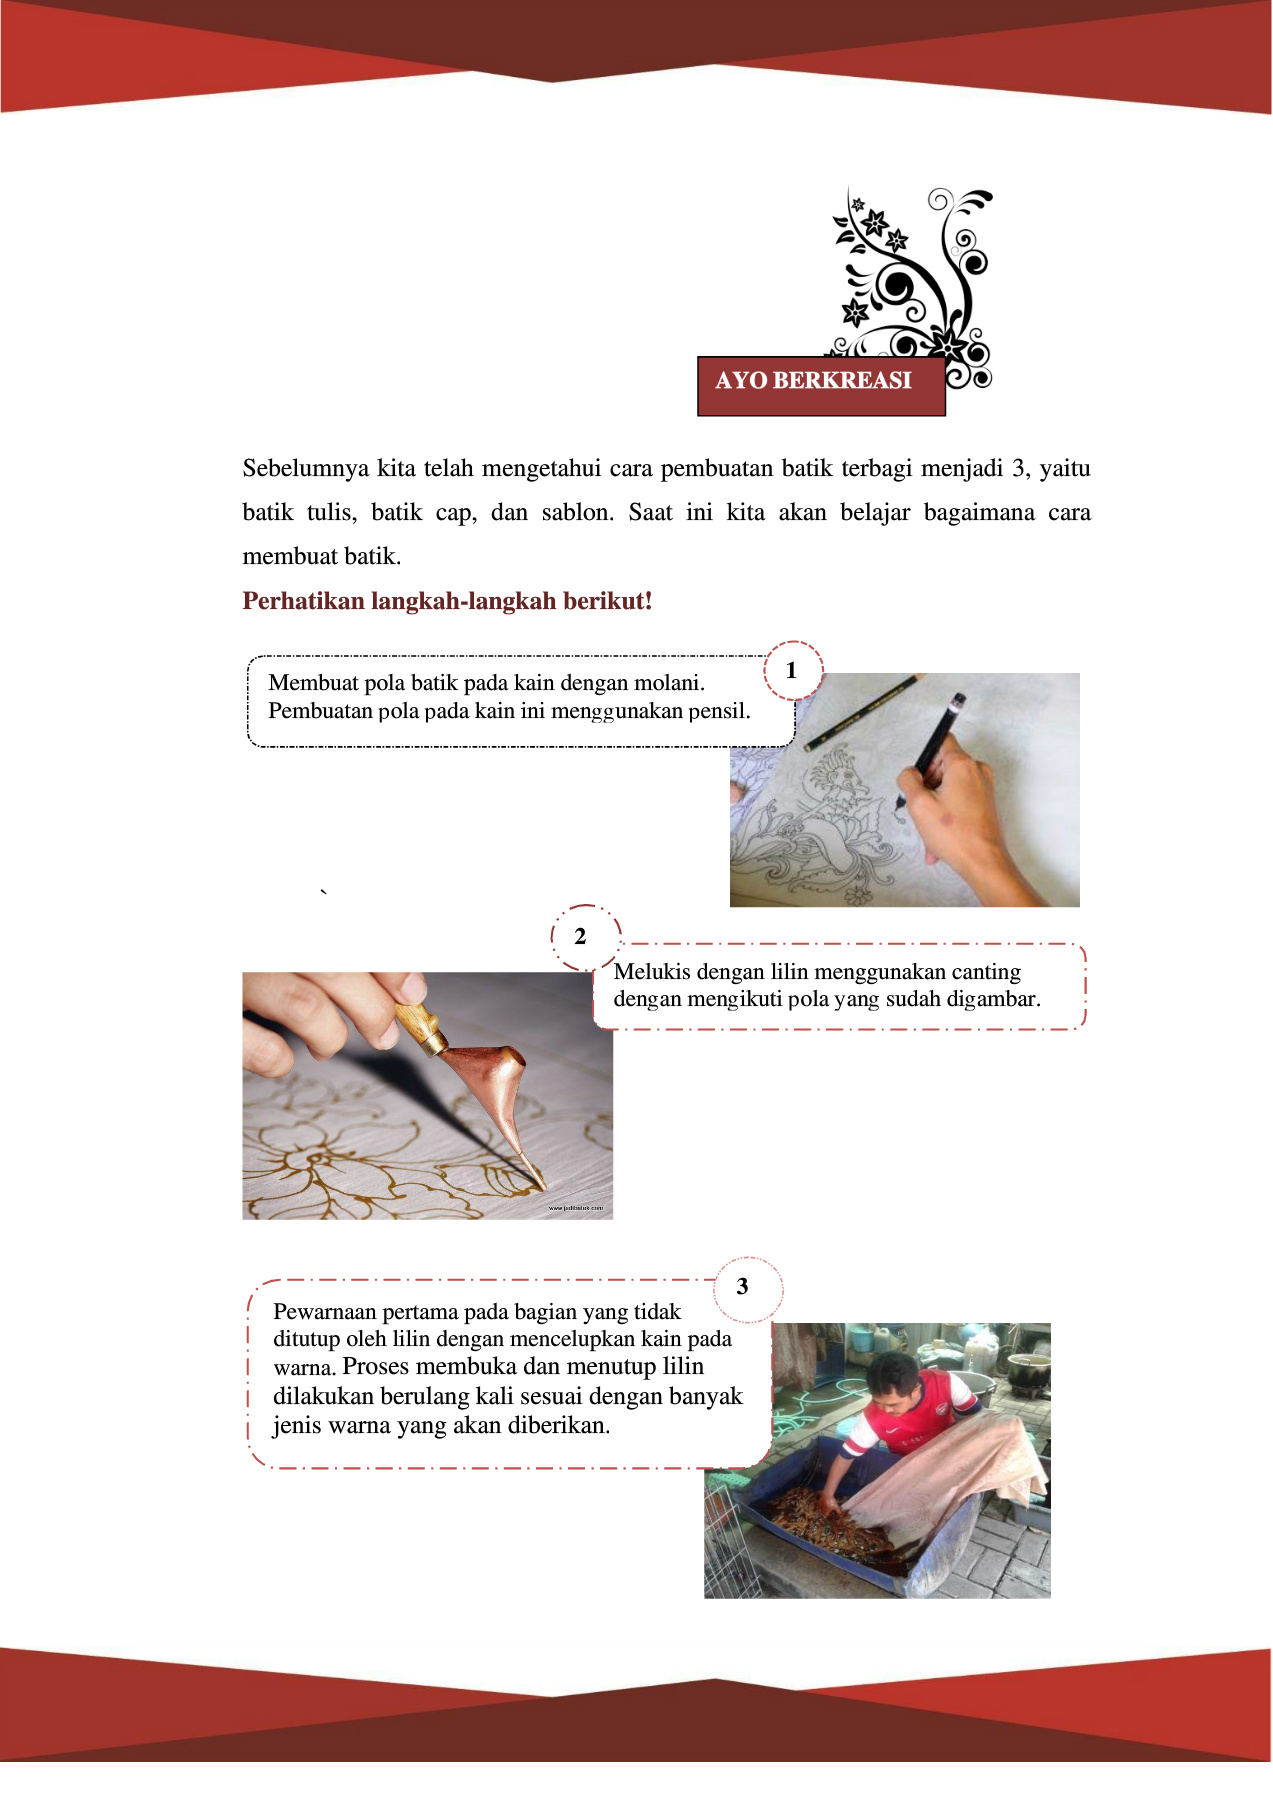 AYO BERKREASI
Sebelumnya kita telah mengetahui cara pembuatan batik terbagi menjadi 3, yaitu
batik tulis, batik cap, dan sablon. Saat ini kita akan belajar bagaimana cara
membuat batik.
Perhatikan langkah-langkah berikut!
1
Membuat pola batik pada kain dengan molani.
Pembuatan pola pada kain ini menggunakan pensil.
`
2
Melukis dengan lilin menggunakan canting
dengan mengikuti pola yang sudah digambar.
www.jadibatek.com
3
Pewarnaan pertama pada bagian yang tidak
ditutup oleh lilin dengan mencelupkan kain pada
warna. Proses membuka dan menutup lilin
dilakukan berulang kali sesuai dengan banyak
jenis warna yang akan diberikan.